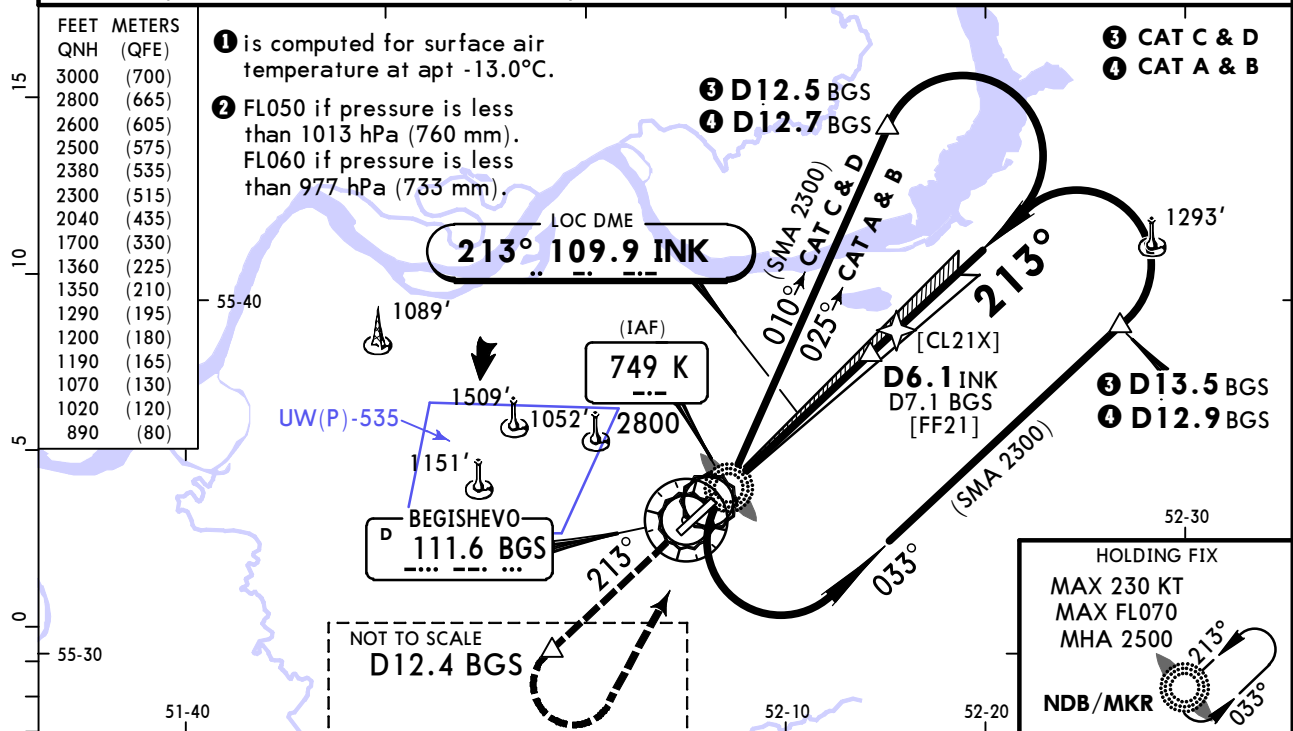 FEET METERS
QNH (QFE)
3000 (700)
2800 (665)
2600 (605)
2500 (575)
2380 (535)
2300 (515)
2040 (435)
1700 (330)
1360 (225)
1350 (210)
1290 (195)
1200 (180)
1190 (165)
1070 (130)
1020 (120)
890 (80)
❶ is computed for surface air
temperature at apt -13.0°C.
❷ FL050 if pressure is less
than 1013 hPa (760 mm).
FL060 if pressure is less
than 977 hPa (733 mm).
❸ CAT C & D
❹ CAT A & B
❸ D12.5 BGS
❹ D12.7 BGS
15
10
5
0
LOC DME
213° 109.9 INK
(SMA 2300)
010° CAT C & D
025° CAT A & B
213°
1293'
55-40
1089'
(IAF)
749 K
[CL21X]
D6.1 INK
D7.1 BGS
[FF21]
❸ D13.5 BGS
❹ D12.9 BGS
1509'
1052'
2800
UW(P)-535
1151'
(SMA 2300)
BEGISHEVO
D 111.6 BGS
213°
033°
52-30
HOLDING FIX
MAX 230 KT
MAX FL070
MHA 2500
213°
033°
NDB/MKR
NOT TO SCALE
D12.4 BGS
55-30
51-40
52-10
52-20